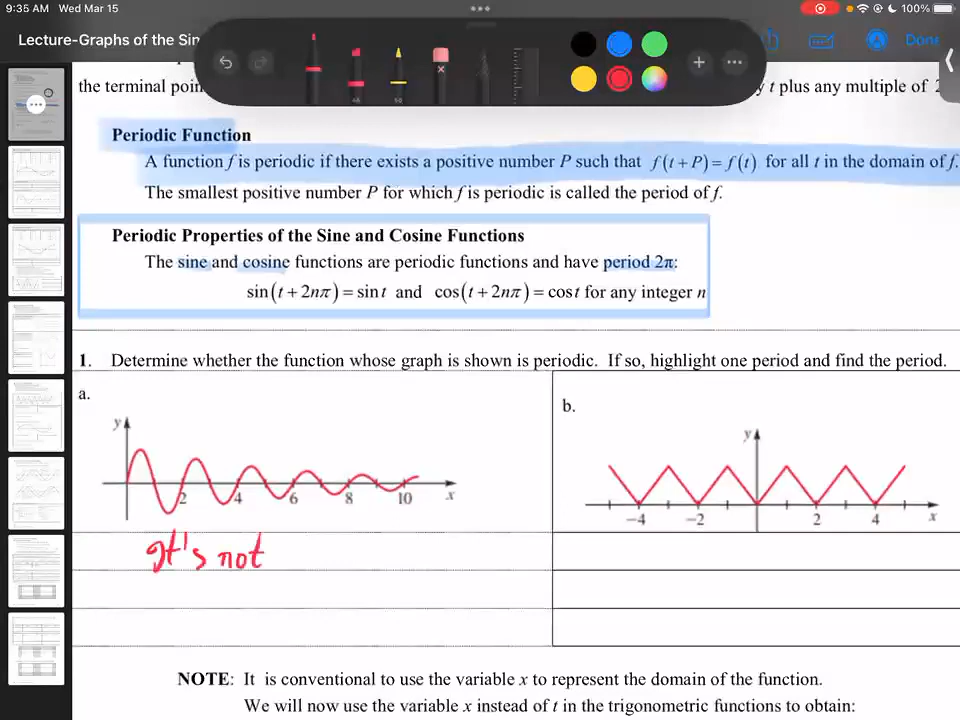 9:35 AM Wed Mar 15
100%
Lecture-Graphs of the Sin
Done
the terminal poin
y t plus any multiple of 2
Periodic Function
A function f is periodic if there exists a positive number P such that f(t + P) = f(t) for all t in the domain of f.
The smallest positive number P for which f is periodic is called the period of f.
Periodic Properties of the Sine and Cosine Functions
The sine and cosine functions are periodic functions and have period 2π:
sin(t + 2nπ) = sin t and cos(t + 2nπ) = cos t for any integer n
1. Determine whether the function whose graph is shown is periodic. If so, highlight one period and find the period.
a.
y
2 4 6 8 10 x
It's not
b.
y
-4 -2 2 4 x
NOTE: It is conventional to use the variable x to represent the domain of the function.
We will now use the variable x instead of t in the trigonometric functions to obtain: